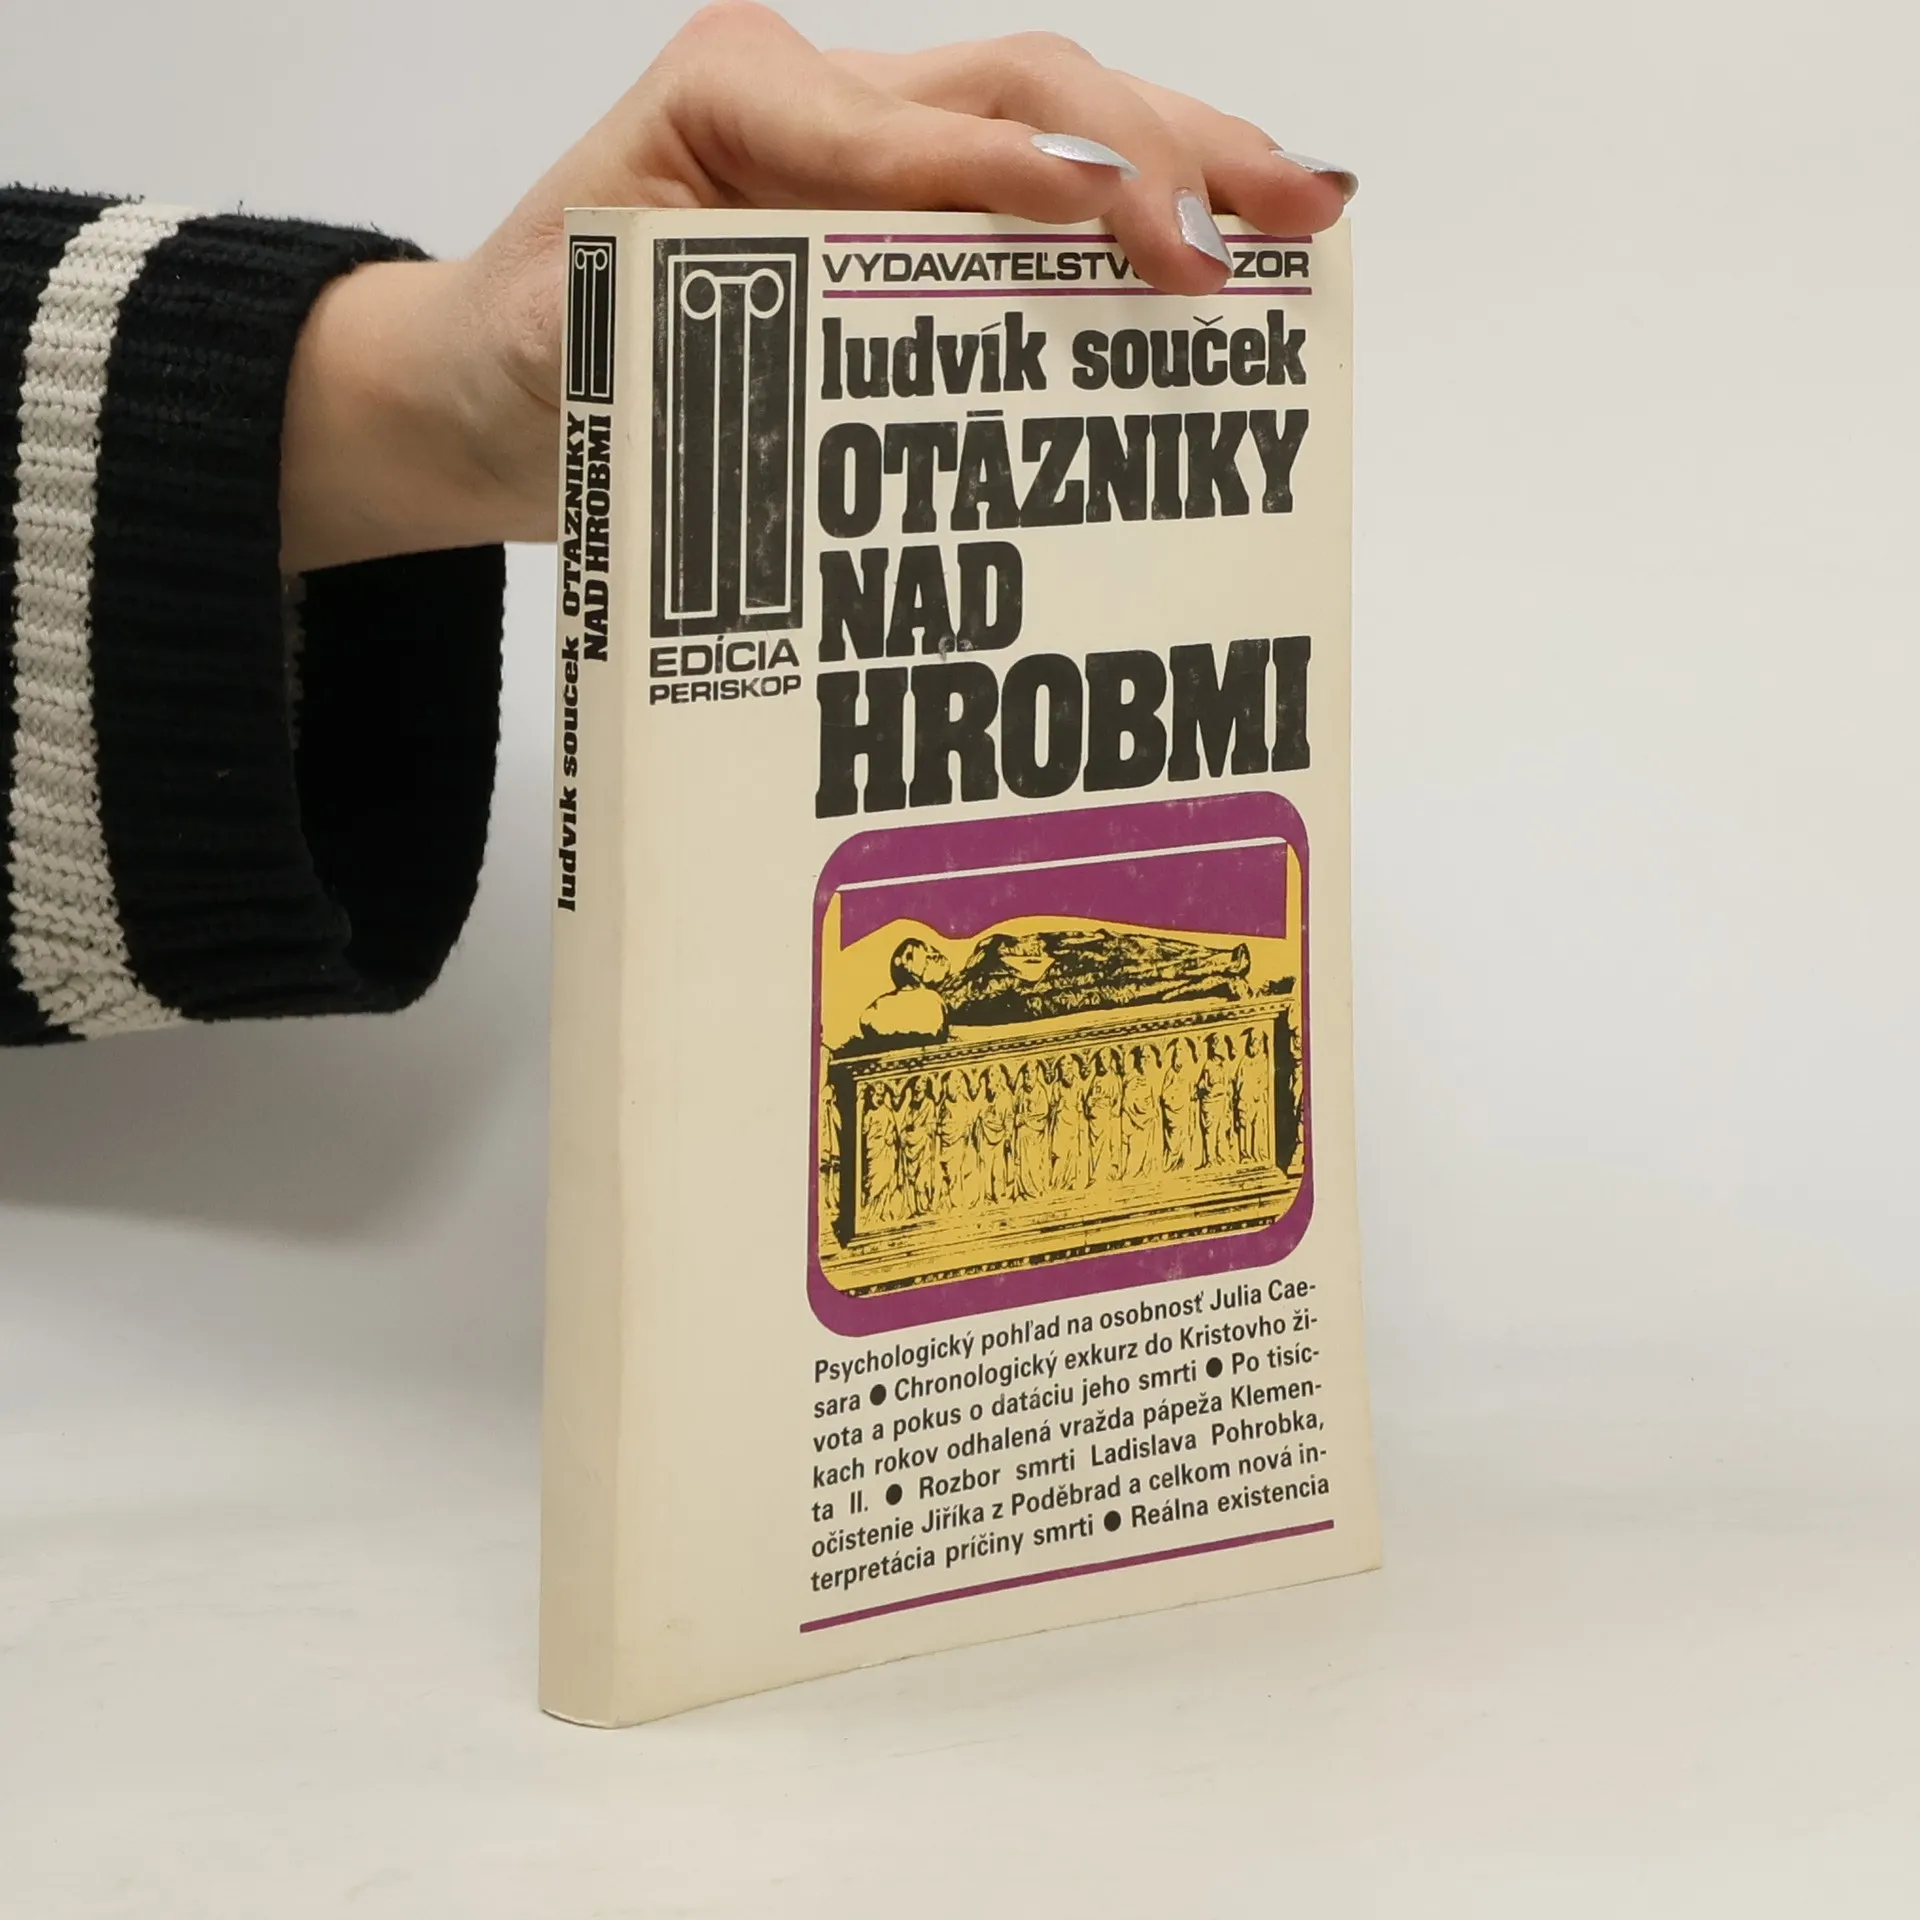 VYDAVATEĽSTV ZOR
ludvík souček
OTÁZNIKY
NAD
HROBMI
EDÍCIA
PERISKOP
ludvík souček OTÁZNIKY
NAD HROBMI
Psychologický pohľad na osobnosť Julia Cae-
sara ● Chronologický exkurz do Kristovho ži-
vota a pokus o datáciu jeho smrti ● Po tisíc-
kach rokov odhalená vražda pápeža Klemen-
ta II. ● Rozbor smrti Ladislava Pohrobka,
očistenie Jiříka z Poděbrad a celkom nová in-
terpretácia príčiny smrti ● Reálna existencia